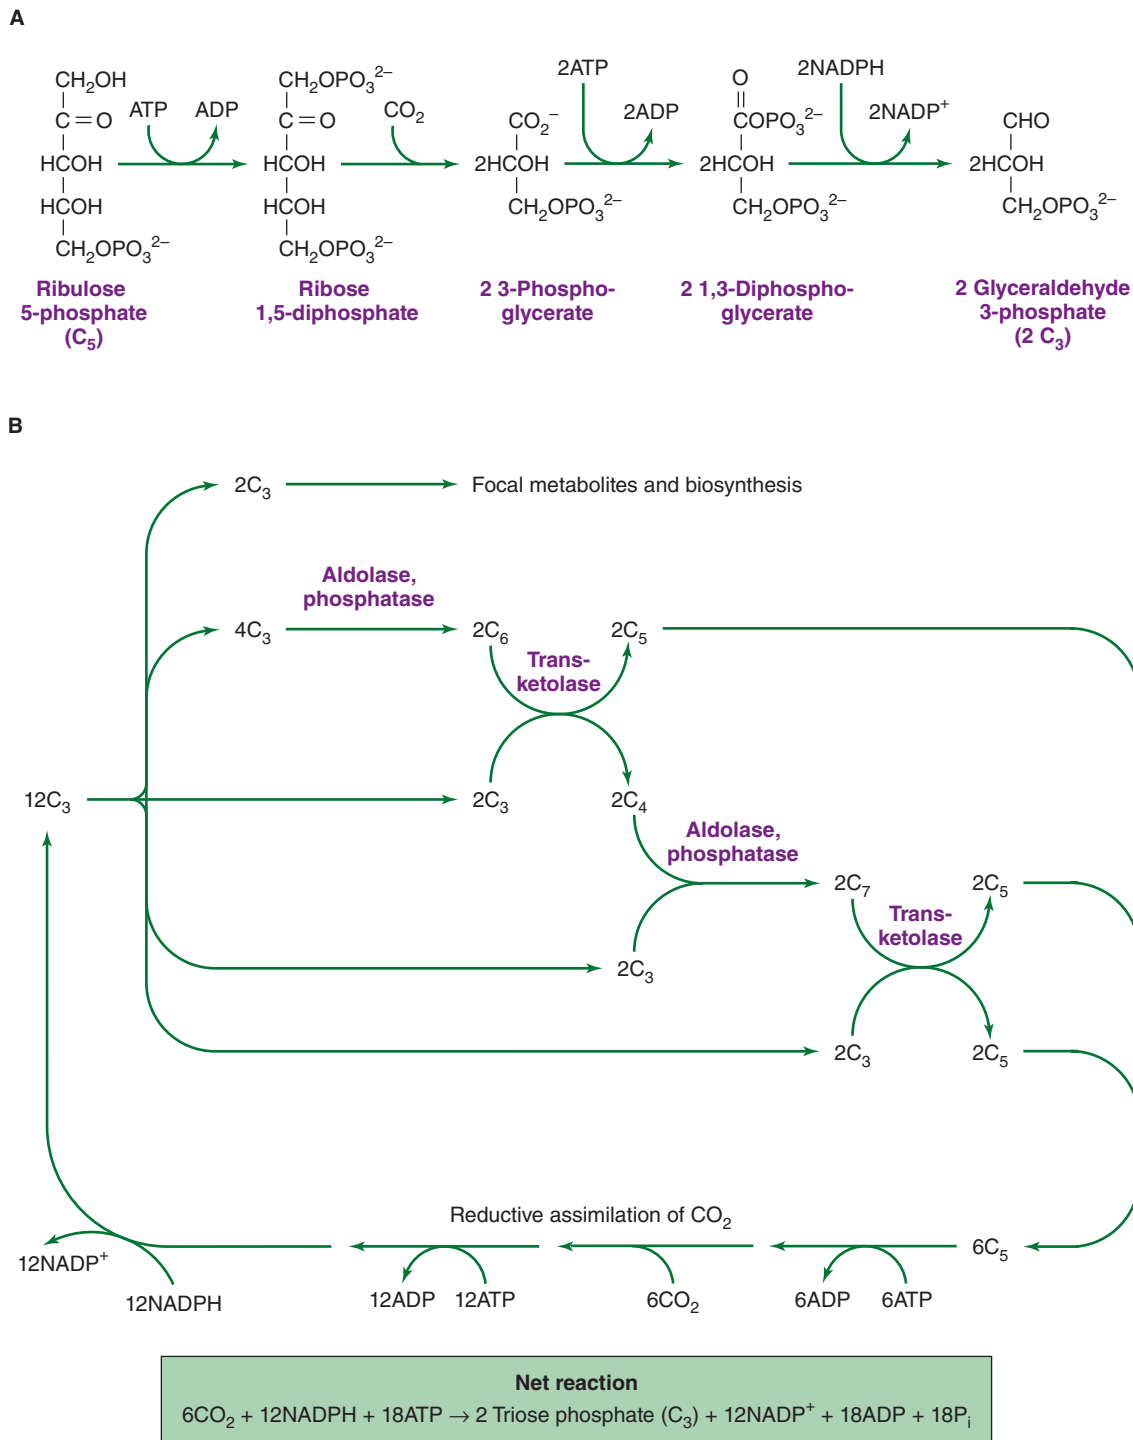 A
CH₂OH
C=O
HCOH
HCOH
CH₂OPO₃²⁻
ATP
ADP
CH₂OPO₃²⁻
C=O
HCOH
HCOH
CH₂OPO₃²⁻
CO₂
CO₂⁻
2HCOH
CH₂OPO₃²⁻
2ATP
2ADP
O
COPO₃²⁻
2HCOH
CH₂OPO₃²⁻
2NADPH
2NADP⁺
CHO
2HCOH
CH₂OPO₃²⁻
Ribulose
5-phosphate
(C₅)
Ribose
1,5-diphosphate
2 3-Phospho-
glycerate
2 1,3-Diphospho-
glycerate
2 Glyceraldehyde
3-phosphate
(2 C₃)
B
2C₃
Focal metabolites and biosynthesis
Aldolase,
phosphatase
4C₃
2C₆
2C₅
Trans-
ketolase
12C₃
2C₃
2C₄
Aldolase,
phosphatase
2C₇
2C₅
Trans-
ketolase
2C₃
2C₃
2C₅
Reductive assimilation of CO₂
6C₅
12NADP⁺
12NADPH
12ADP
12ATP
6CO₂
6ADP
6ATP
Net reaction
6CO₂ + 12NADPH + 18ATP → 2 Triose phosphate (C₃) + 12NADP⁺ + 18ADP + 18Pᵢ